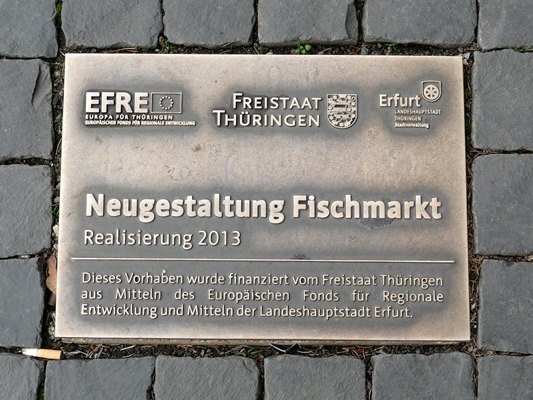 EFRE
EUROPA FÜR THÜRINGEN
EUROPÄISCHER FONDS FÜR REGIONALE ENTWICKLUNG
FREISTAAT
THÜRINGEN
Erfurt
LANDESHAUPTSTADT
THÜRINGEN
Stadtverwaltung
Neugestaltung Fischmarkt
Realisierung 2013
Dieses Vorhaben wurde finanziert vom Freistaat Thüringen
aus Mitteln des Europäischen Fonds für Regionale
Entwicklung und Mitteln der Landeshauptstadt Erfurt.